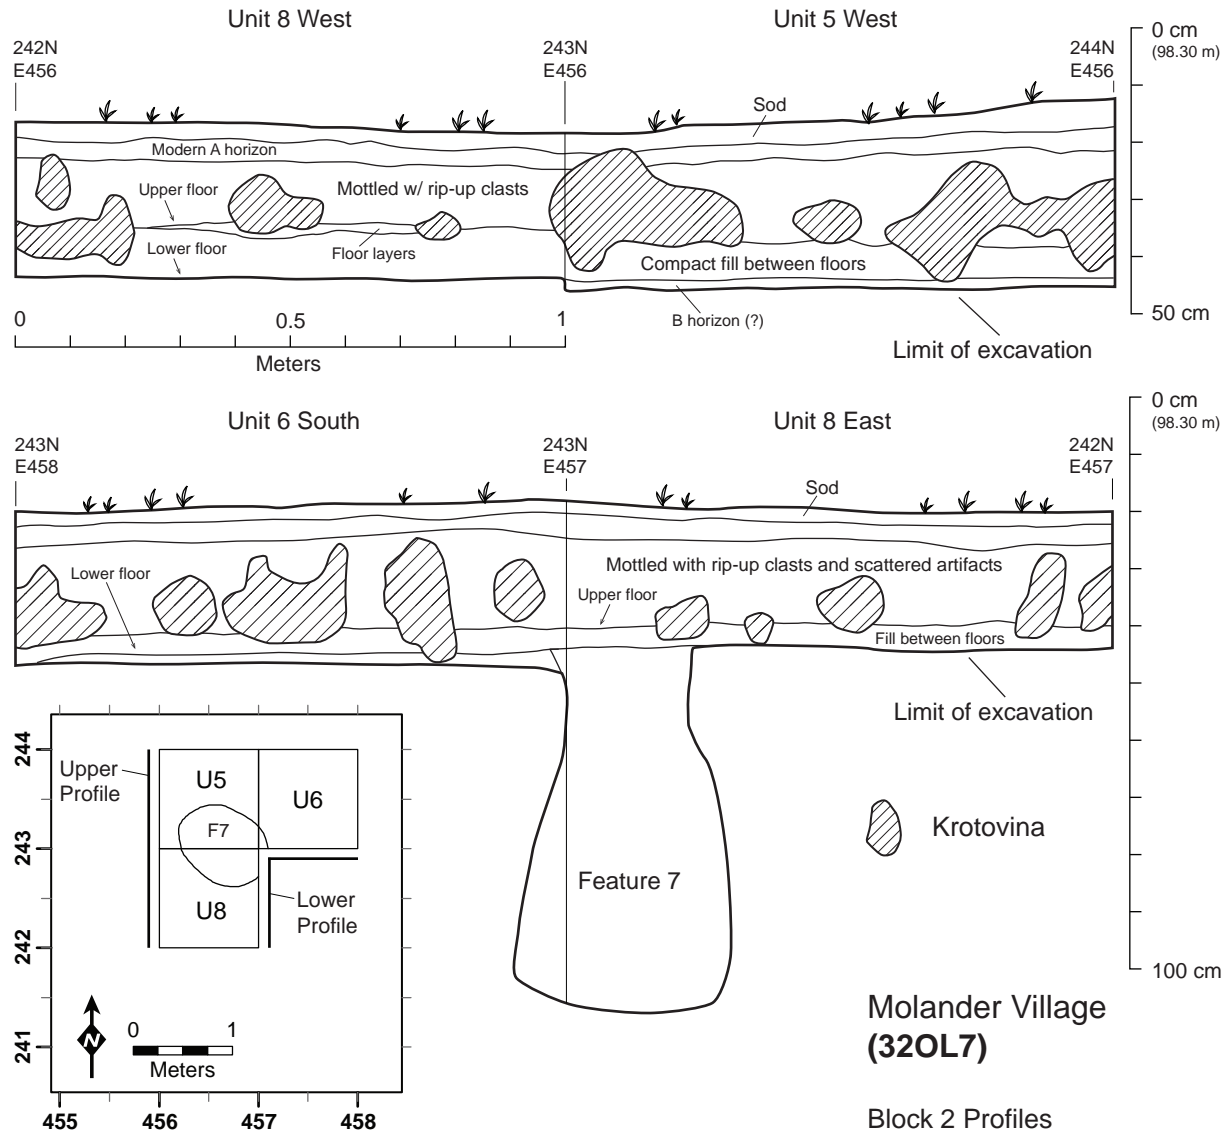 Unit 8 West
Unit 5 West
0 cm
(98.30 m)
242N
E456
243N
E456
244N
E456
Sod
Modern A horizon
Upper floor
Mottled w/ rip-up clasts
Lower floor
Floor layers
Compact fill between floors
B horizon (?)
50 cm
0
0.5
1
Meters
Limit of excavation
Unit 6 South
Unit 8 East
0 cm
(98.30 m)
243N
E458
243N
E457
242N
E457
Sod
Lower floor
Mottled with rip-up clasts and scattered artifacts
Upper floor
Fill between floors
Limit of excavation
244
243
242
241
Upper
Profile
U5
U6
F7
U8
Lower
Profile
N
0
1
Meters
455
456
457
458
Feature 7
Krotovina
100 cm
Molander Village
(32OL7)
Block 2 Profiles